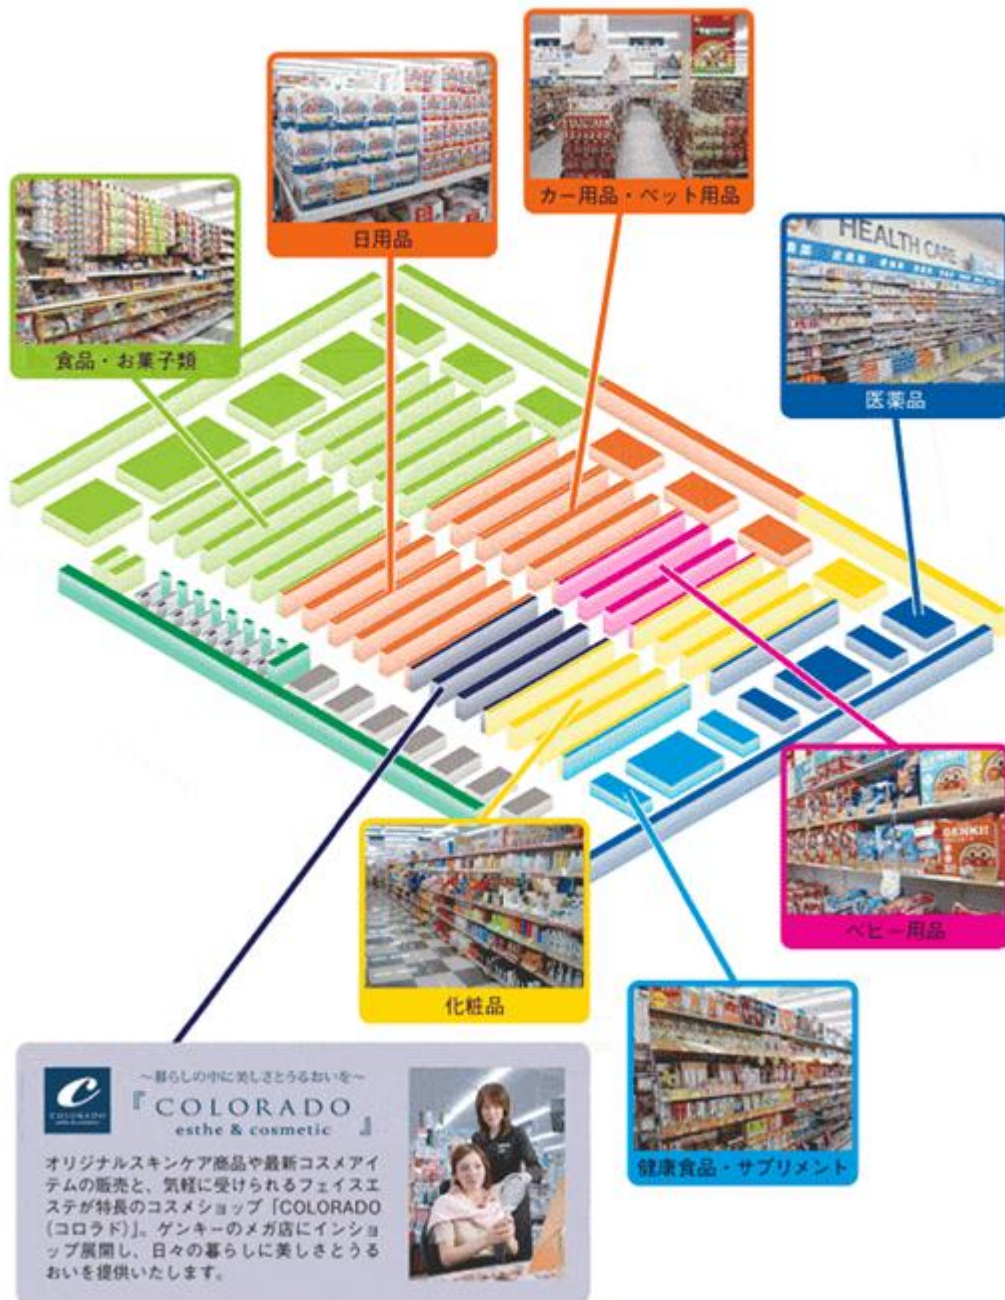 カー用品・ペット用品
日用品
HEALTH CARE
食品・お菓子類
医薬品
GENKI!
ベビー用品
化粧品
健康食品・サプリメント
C
COLORADO
esthe & cosmetic
〜暮らしの中に美しさとうるおいを〜
『COLORADO
esthe & cosmetic』
オリジナルスキンケア商品や最新コスメアイ
テムの販売と、気軽に受けられるフェイスエ
ステが特長のコスメショップ「COLORADO
(コロラド)」。ゲンキーのメガ店にインショ
ップ展開し、日々の暮らしに美しさとうる
おいを提供いたします。